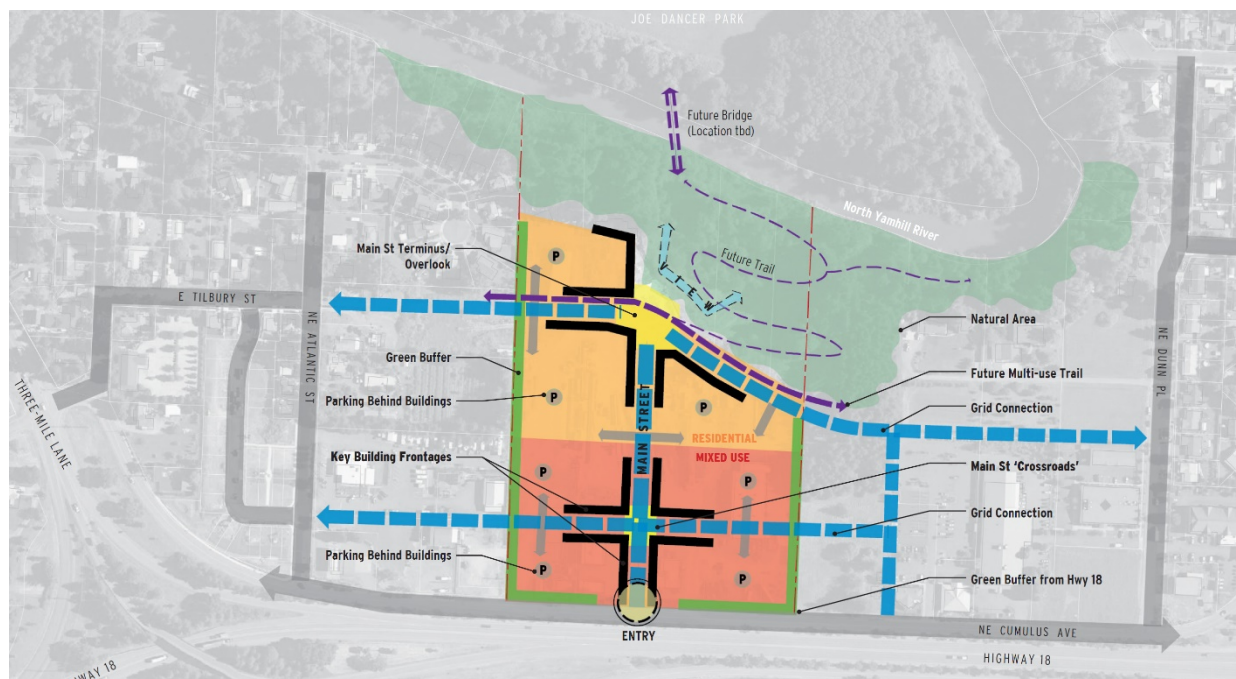 JOE DANCER PARK
Future Bridge
(Location tbd)
North Yamhill River
Main St Terminus/
Overlook
VIEW
Future Trail
E TILBURY ST
NE ATLANTIC ST
Natural Area
NE DUNN PL
Green Buffer
Future Multi-use Trail
THREE-MILE LANE
Parking Behind Buildings
P
P
P
Grid Connection
MAIN STREET
RESIDENTIAL
MIXED USE
Key Building Frontages
Main St 'Crossroads'
P
P
Grid Connection
Parking Behind Buildings
P
P
Green Buffer from Hwy 18
ENTRY
NE CUMULUS AVE
HIGHWAY 18
HWAY 18